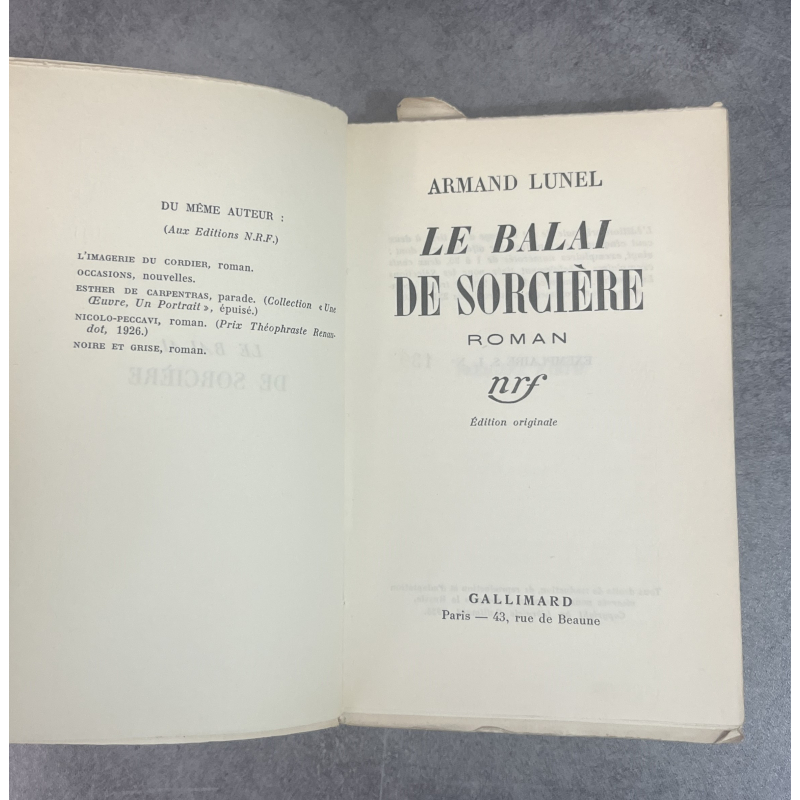 DU MÊME AUTEUR :
(Aux Editions N.R.F.)
L'IMAGERIE DU CORDIER, roman.
OCCASIONS, nouvelles.
ESTHER DE CARPENTRAS, parade. (Collection « Une
Œuvre, Un Portrait », épuisé.)
NICOLO-PECCAVI, roman. (Prix Théophraste Renau-
dot, 1926.)
NOIRE ET GRISE, roman.
ARMAND LUNEL
LE BALAI
DE SORCIÈRE
ROMAN
nrf
Édition originale
GALLIMARD
Paris — 43, rue de Beaune